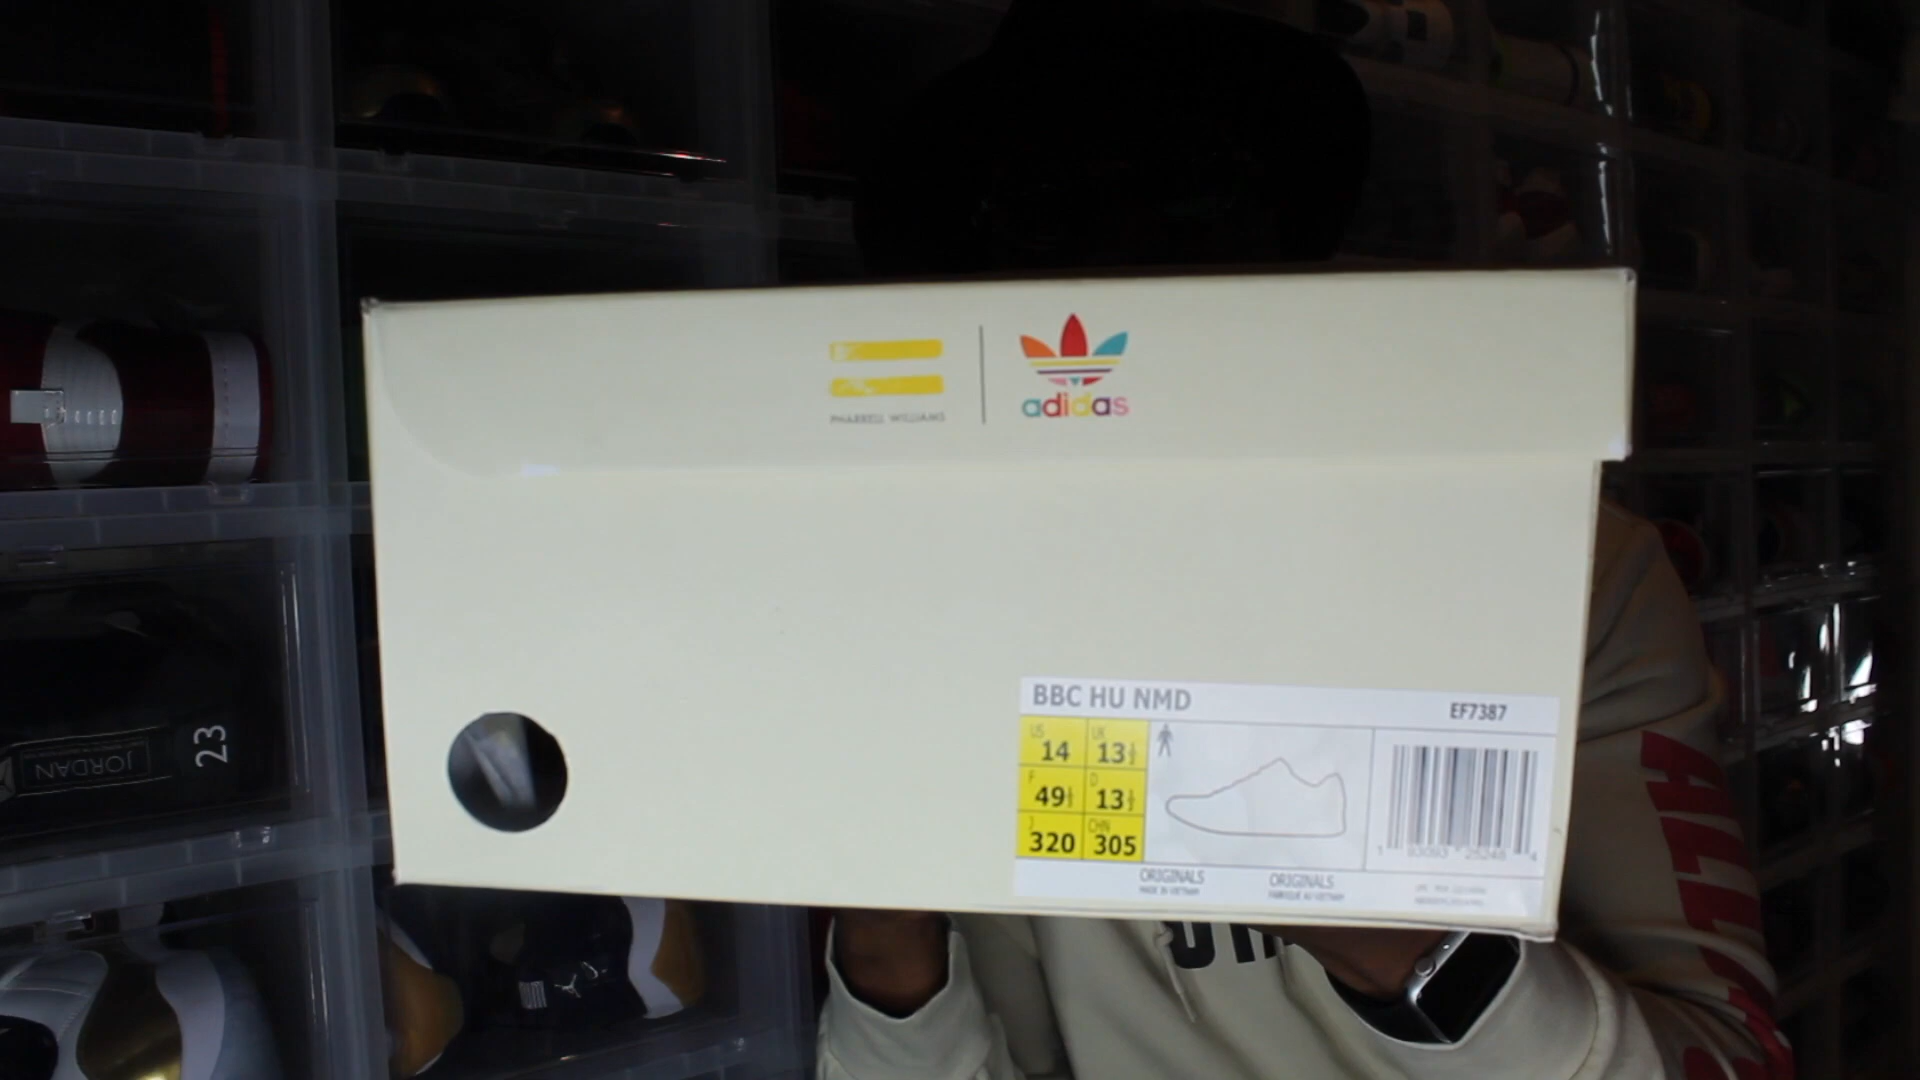 PHARRELL WILLIAMS
adidas
BBC HU NMD
EF7387
US 14 UK 13½
F 49⅓ D 13½
J 320 CHN 305
ORIGINALS
MADE IN VIETNAM
ORIGINALS
FABRIQUE AU VIETNAM
JORDAN
23